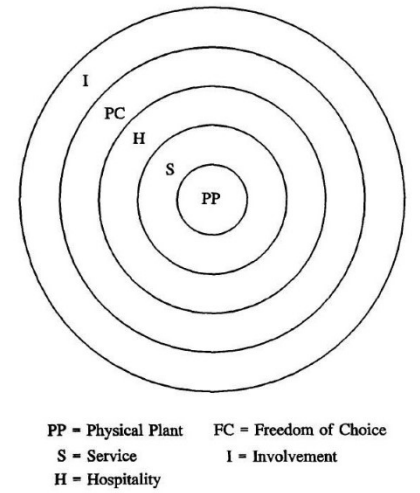 I
PC
H
S
PP
PP = Physical Plant FC = Freedom of Choice
S = Service I = Involvement
H = Hospitality